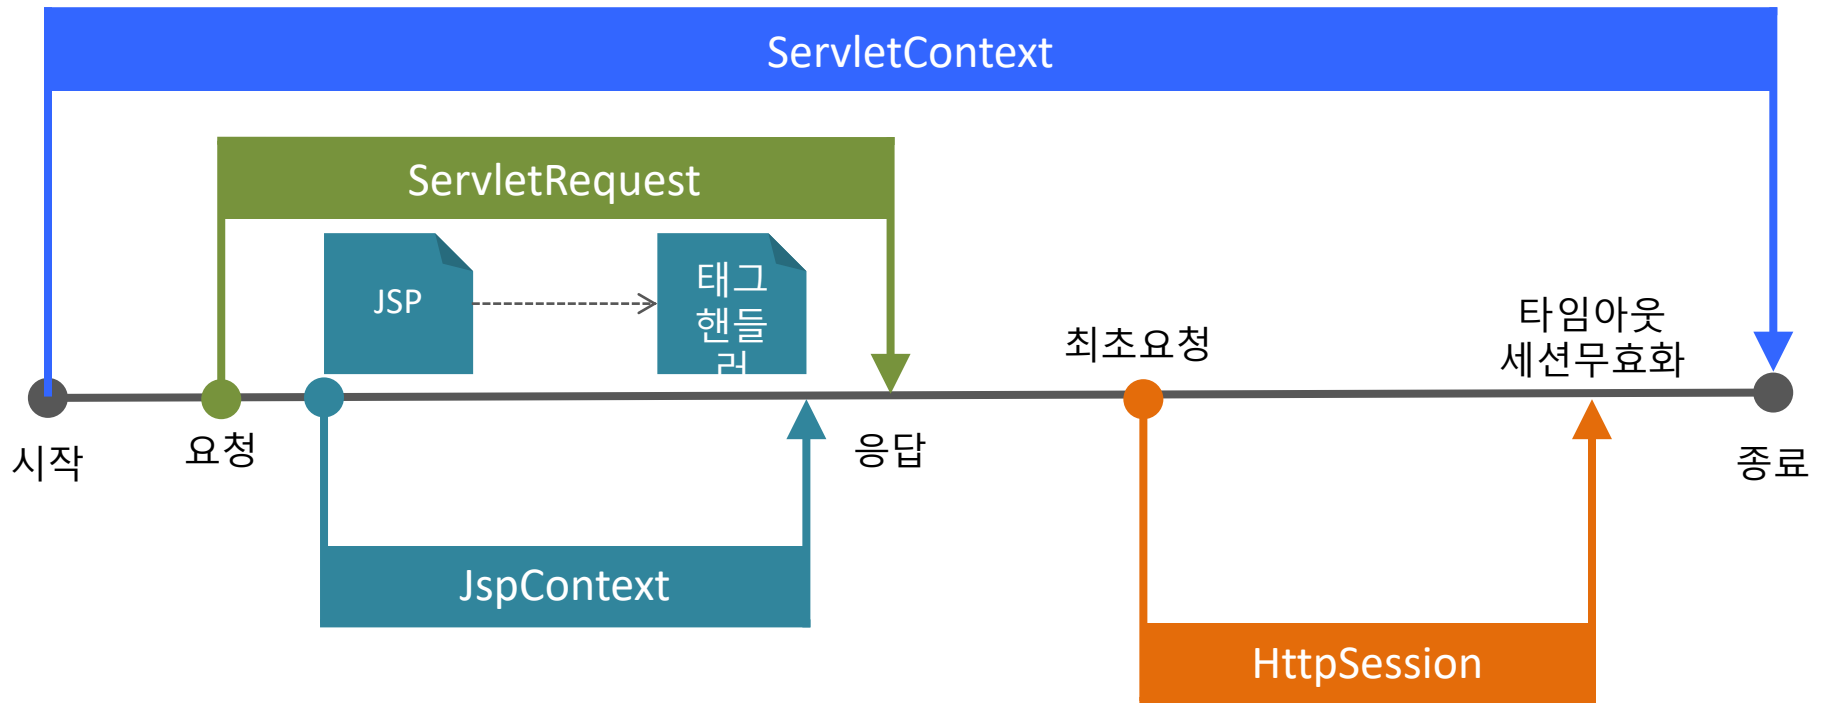 ServletContext
ServletRequest
JSP
태그
핸들
러
최초요청
타임아웃
세션무효화
시작
요청
응답
종료
JspContext
HttpSession